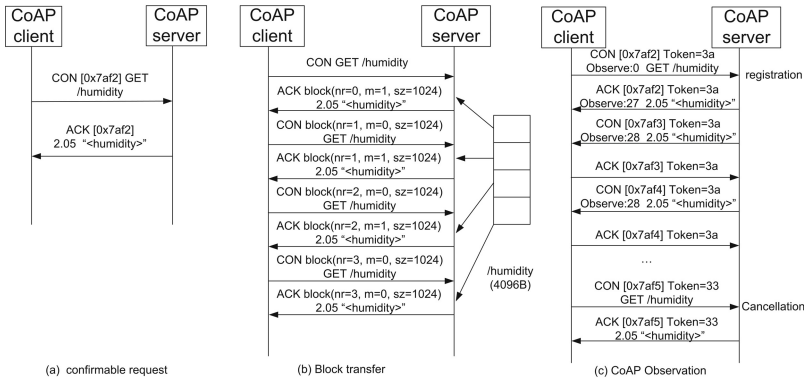 CoAP
client
CoAP
server
CON [0x7af2] GET
/humidity
ACK [0x7af2]
2.05 “<humidity>”
(a) confirmable request
CoAP
client
CoAP
server
CON GET /humidity
ACK block(nr=0, m=1, sz=1024)
2.05 “<humidity>”
CON block(nr=1, m=0, sz=1024)
GET /humidity
ACK block(nr=1, m=1, sz=1024)
2.05 “<humidity>”
CON block(nr=2, m=0, sz=1024)
GET /humidity
ACK block(nr=2, m=1, sz=1024)
2.05 “<humidity>”
CON block(nr=3, m=0, sz=1024)
GET /humidity
ACK block(nr=3, m=0, sz=1024)
2.05 “<humidity>”
/humidity
(4096B)
(b) Block transfer
CoAP
client
CoAP
server
CON [0x7af2] Token=3a
Observe:0 GET /humidity
registration
ACK [0x7af2] Token=3a
Observe:27 2.05 “<humidity>”
CON [0x7af3] Token=3a
Observe:28 2.05 “<humidity>”
ACK [0x7af3] Token=3a
CON [0x7af4] Token=3a
Observe:28 2.05 “<humidity>”
ACK [0x7af4] Token=3a
...
CON [0x7af5] Token=33
GET /humidity
Cancellation
ACK [0x7af5] Token=33
2.05 “<humidity>”
(c) CoAP Observation